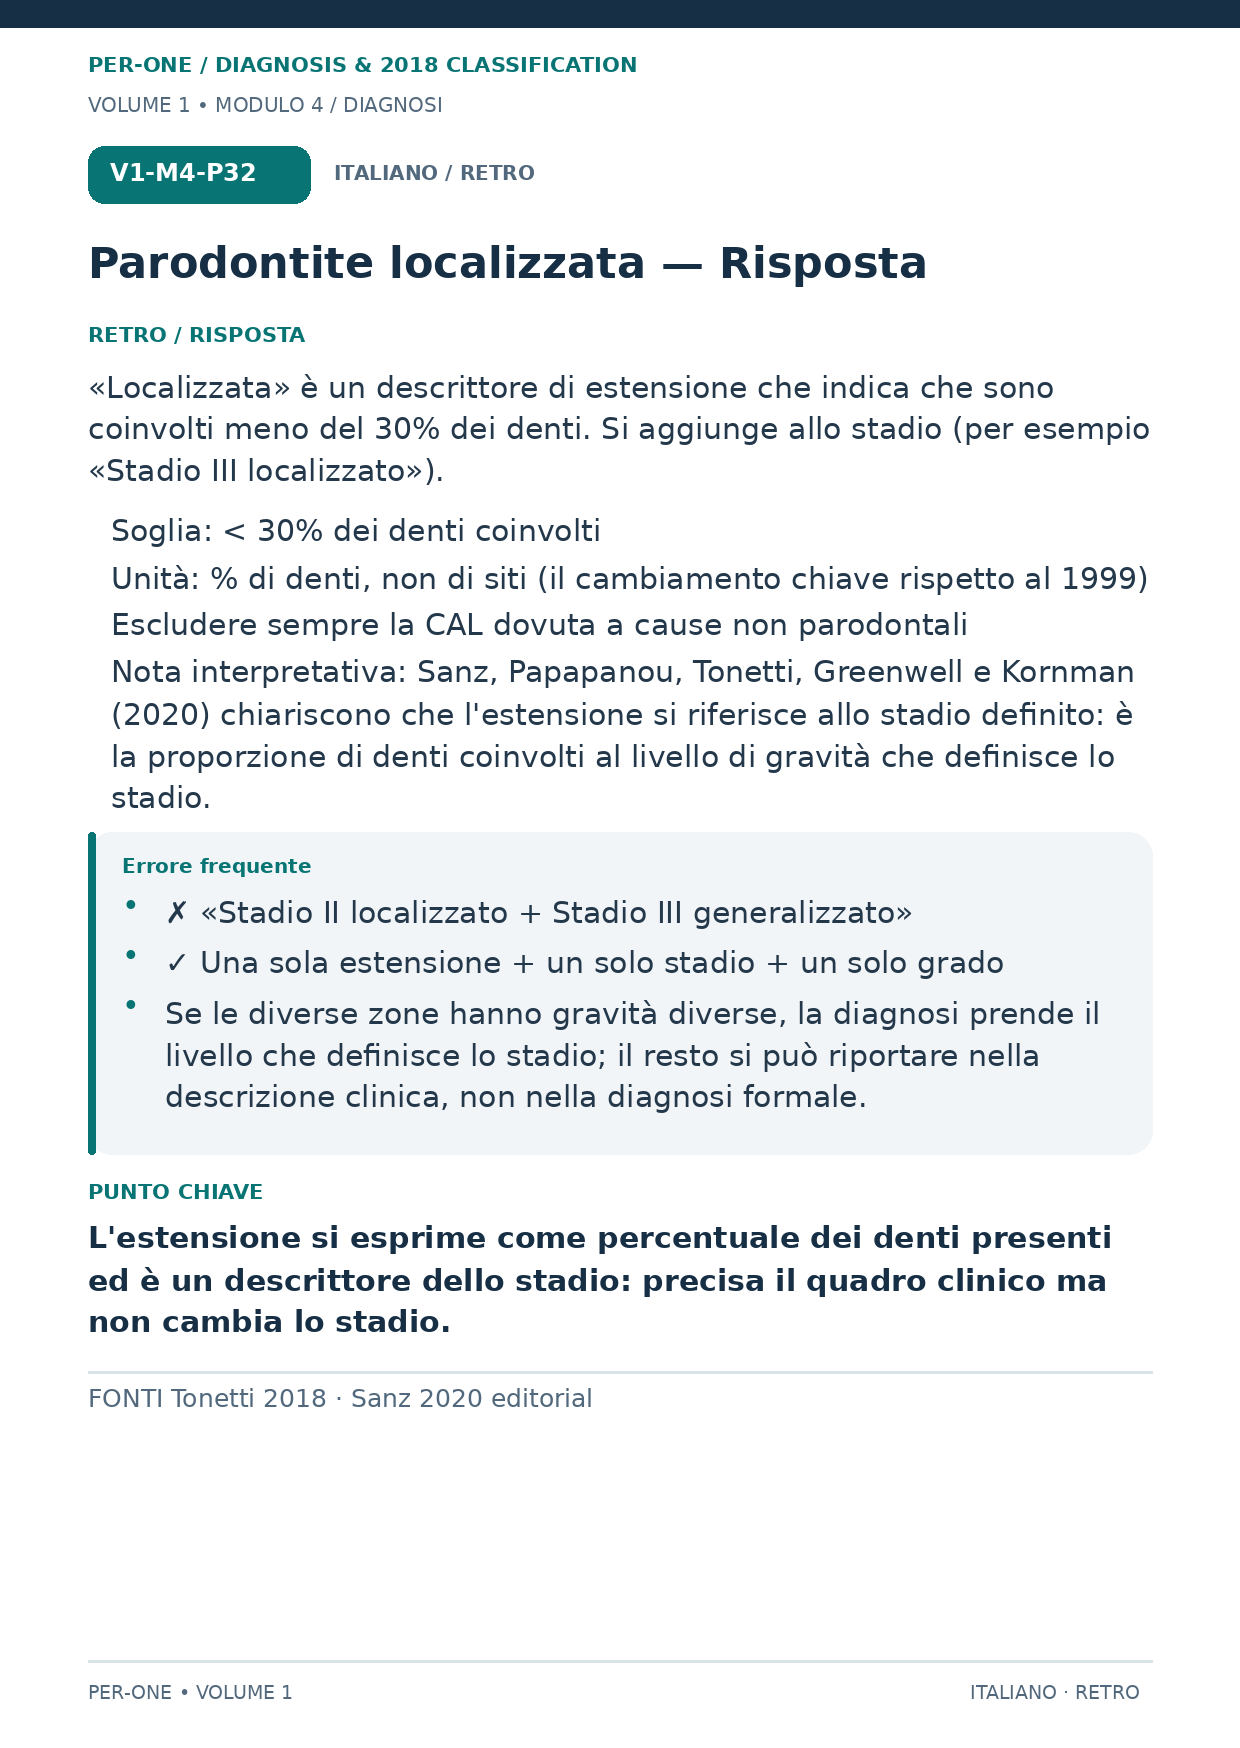 PER-ONE / DIAGNOSIS & 2018 CLASSIFICATION
VOLUME 1 • MODULO 4 / DIAGNOSI
V1-M4-P32
ITALIANO / RETRO
Parodontite localizzata — Risposta
RETRO / RISPOSTA
«Localizzata» è un descrittore di estensione che indica che sono
coinvolti meno del 30% dei denti. Si aggiunge allo stadio (per esempio
«Stadio III localizzato»).
Soglia: < 30% dei denti coinvolti
Unità: % di denti, non di siti (il cambiamento chiave rispetto al 1999)
Escludere sempre la CAL dovuta a cause non parodontali
Nota interpretativa: Sanz, Papapanou, Tonetti, Greenwell e Kornman
(2020) chiariscono che l'estensione si riferisce allo stadio definito: è
la proporzione di denti coinvolti al livello di gravità che definisce lo
stadio.
Errore frequente
• ✗ «Stadio II localizzato + Stadio III generalizzato»
• ✓ Una sola estensione + un solo stadio + un solo grado
• Se le diverse zone hanno gravità diverse, la diagnosi prende il
livello che definisce lo stadio; il resto si può riportare nella
descrizione clinica, non nella diagnosi formale.
PUNTO CHIAVE
L'estensione si esprime come percentuale dei denti presenti
ed è un descrittore dello stadio: precisa il quadro clinico ma
non cambia lo stadio.
FONTI Tonetti 2018 · Sanz 2020 editorial
PER-ONE • VOLUME 1
ITALIANO · RETRO